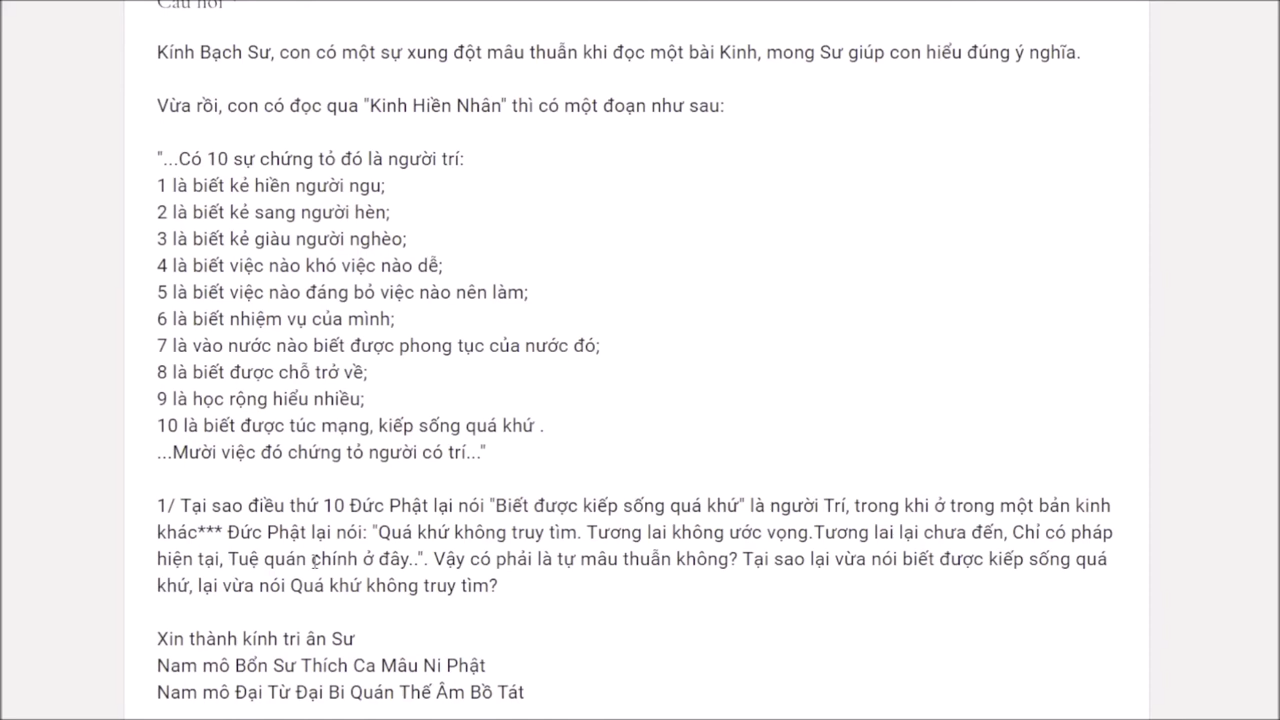 Câu hỏi
Kính Bạch Sư, con có một sự xung đột mâu thuẫn khi đọc một bài Kinh, mong Sư giúp con hiểu đúng ý nghĩa.
Vừa rồi, con có đọc qua "Kinh Hiền Nhân" thì có một đoạn như sau:
"...Có 10 sự chứng tỏ đó là người trí:
1 là biết kẻ hiền người ngu;
2 là biết kẻ sang người hèn;
3 là biết kẻ giàu người nghèo;
4 là biết việc nào khó việc nào dễ;
5 là biết việc nào đáng bỏ việc nào nên làm;
6 là biết nhiệm vụ của mình;
7 là vào nước nào biết được phong tục của nước đó;
8 là biết được chỗ trở về;
9 là học rộng hiểu nhiều;
10 là biết được túc mạng, kiếp sống quá khứ .
...Mười việc đó chứng tỏ người có trí..."
1/ Tại sao điều thứ 10 Đức Phật lại nói "Biết được kiếp sống quá khứ" là người Trí, trong khi ở trong một bản kinh
khác*** Đức Phật lại nói: "Quá khứ không truy tìm. Tương lai không ước vọng.Tương lai lại chưa đến, Chỉ có pháp
hiện tại, Tuệ quán chính ở đây..". Vậy có phải là tự mâu thuẫn không? Tại sao lại vừa nói biết được kiếp sống quá
khứ, lại vừa nói Quá khứ không truy tìm?
Xin thành kính tri ân Sư
Nam mô Bổn Sư Thích Ca Mâu Ni Phật
Nam mô Đại Từ Đại Bi Quán Thế Âm Bồ Tát